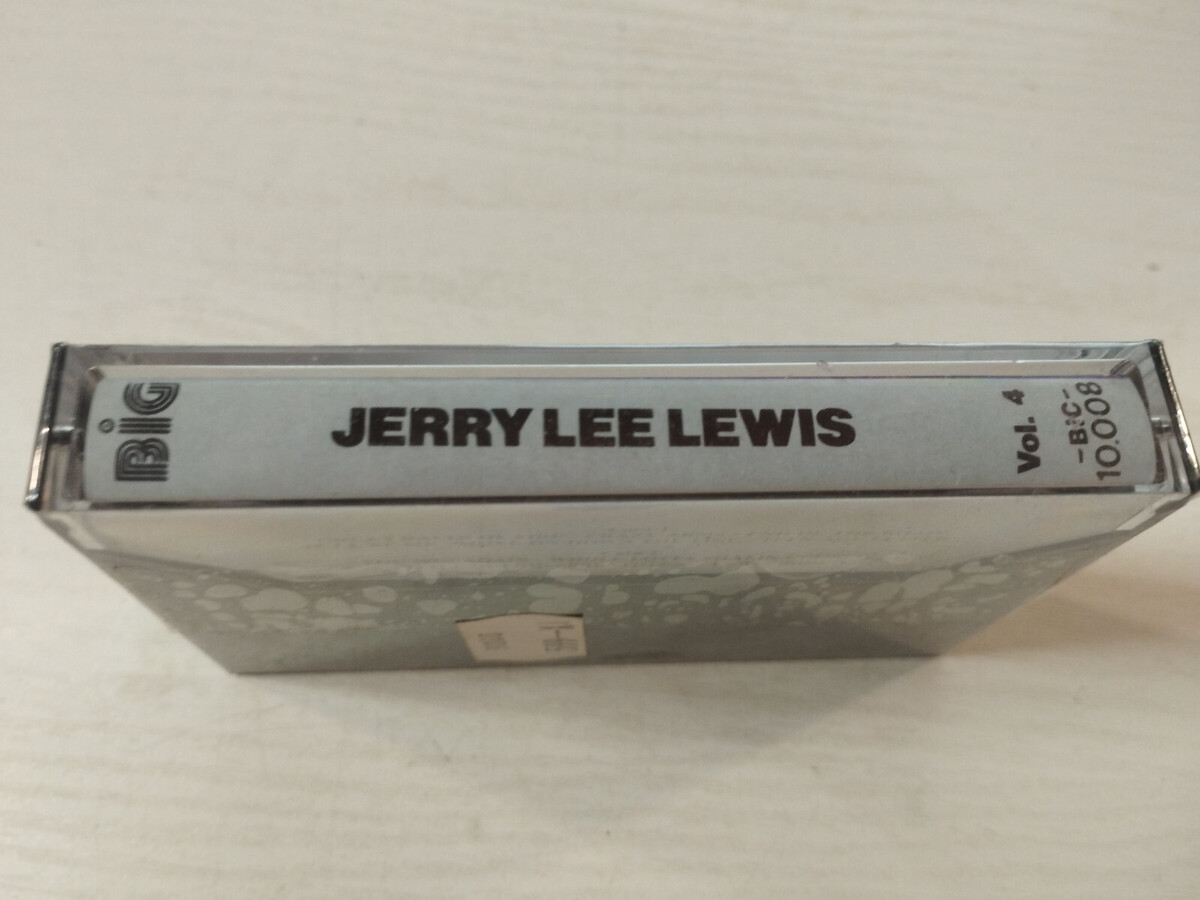 BiG
JERRY LEE LEWIS
Vol. 4
-BIC-
10.008